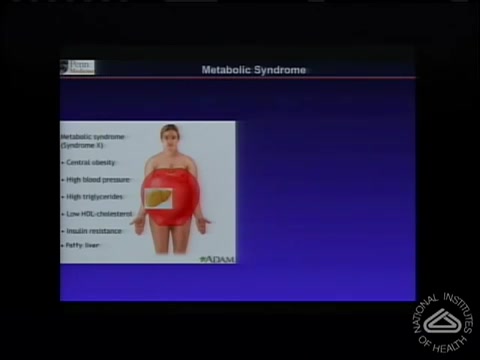 Penn
Medicine
Metabolic Syndrome
Metabolic syndrome
(Syndrome X):
• Central obesity
• High blood pressure
• High triglycerides
• Low HDL-cholesterol
• Insulin resistance
• Fatty liver
ADAM
NATIONAL INSTITUTES
OF HEALTH